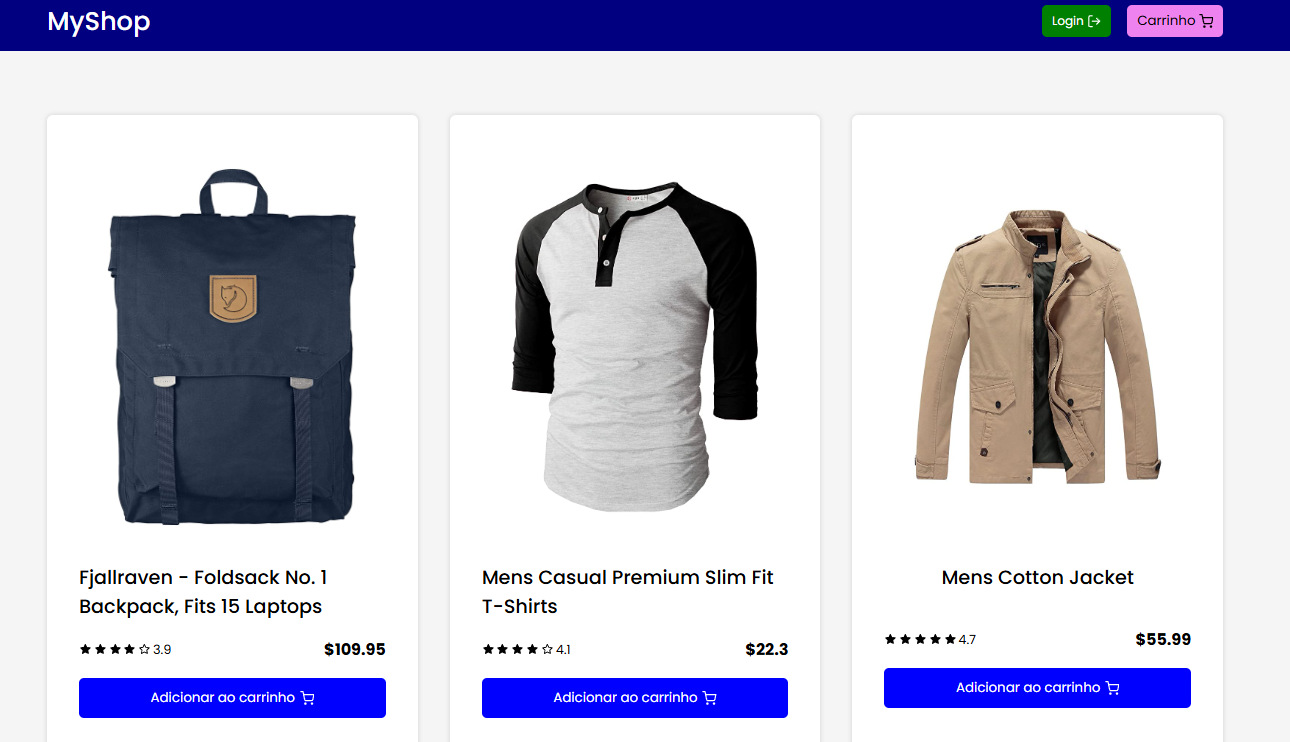 MyShop
Login
Carrinho
Fjallraven - Foldsack No. 1
Backpack, Fits 15 Laptops
3.9
$109.95
Adicionar ao carrinho
Mens Casual Premium Slim Fit
T-Shirts
4.1
$22.3
Adicionar ao carrinho
Mens Cotton Jacket
4.7
$55.99
Adicionar ao carrinho